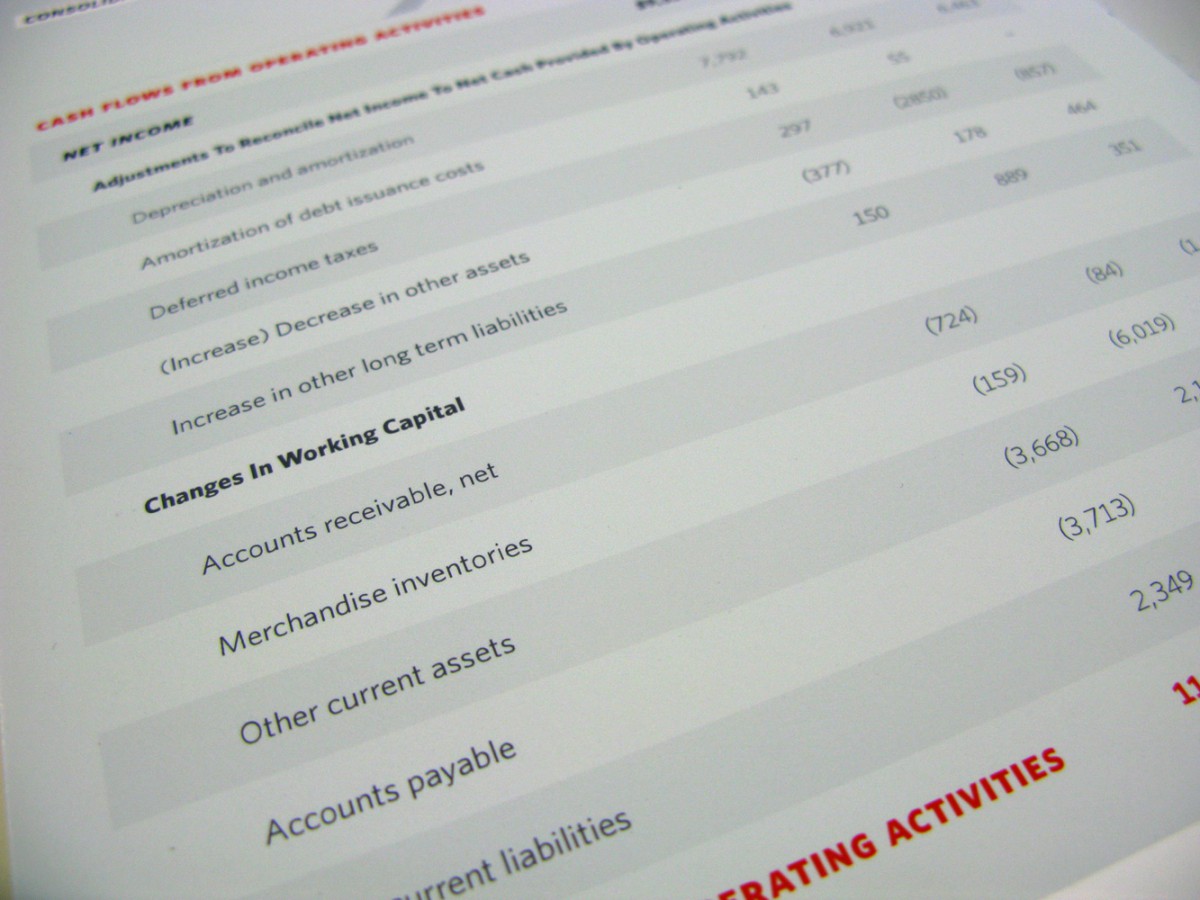 CASH FLOWS FROM OPERATING ACTIVITIES
NET INCOME
Adjustments To Reconcile Net Income To Net Cash Provided By Operating Activities
Depreciation and amortization 7,792 6,921
Amortization of debt issuance costs 143 55 -
Deferred income taxes 297 (2850) (857)
(Increase) Decrease in other assets (377) 178 464
Increase in other long term liabilities 150 889 351
Changes In Working Capital
Accounts receivable, net (724) (84) (1
Merchandise inventories (159) (6,019)
Other current assets (3,668) 2,1
Accounts payable (3,713)
urrent liabilities 2,349
ERATING ACTIVITIES 11